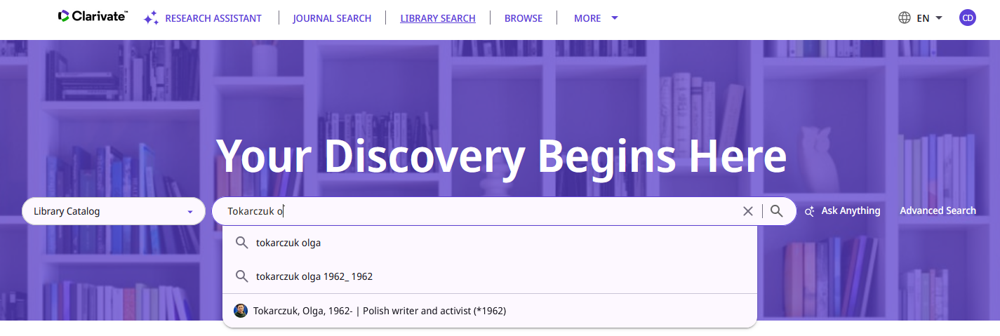 Clarivate™ RESEARCH ASSISTANT JOURNAL SEARCH LIBRARY SEARCH BROWSE MORE EN CD
Your Discovery Begins Here
Library Catalog Tokarczuk o Ask Anything Advanced Search
tokarczuk olga
tokarczuk olga 1962_ 1962
Tokarczuk, Olga, 1962- | Polish writer and activist (*1962)